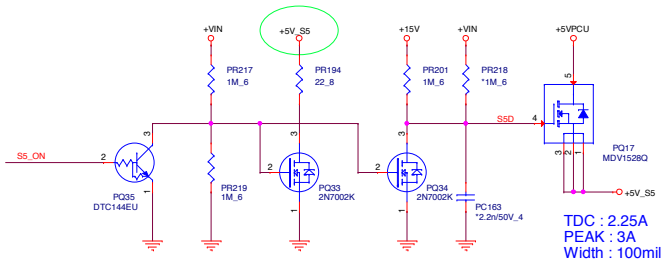 +VIN
+5V_S5
+15V
+VIN
+5VPCU
PR217
1M_6
PR194
22_8
PR201
1M_6
PR218
*1M_6
5
S5D
4
3
3
3
S5_ON
2
2
2
PQ17
MDV1528Q
3
2
1
PQ35
DTC144EU
1
PR219
1M_6
PQ33
2N7002K
1
PQ34
2N7002K
1
PC163
*2.2n/50V_4
+5V_S5
TDC : 2.25A
PEAK : 3A
Width : 100mil